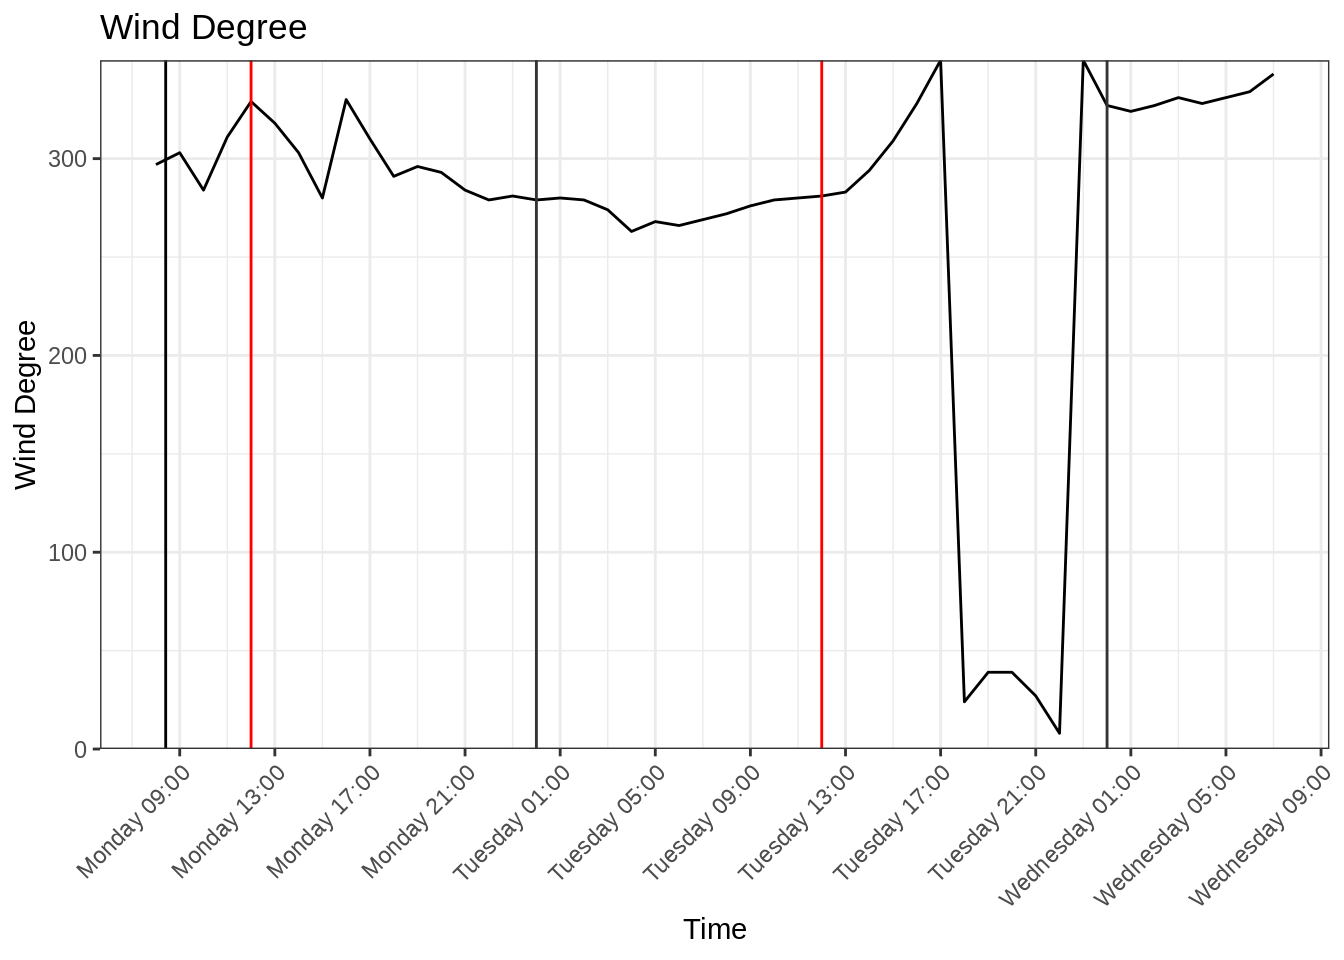 Wind Degree
Wind Degree
300
200
100
0
Monday 09:00
Monday 13:00
Monday 17:00
Monday 21:00
Tuesday 01:00
Tuesday 05:00
Tuesday 09:00
Tuesday 13:00
Tuesday 17:00
Tuesday 21:00
Wednesday 01:00
Wednesday 05:00
Wednesday 09:00
Time